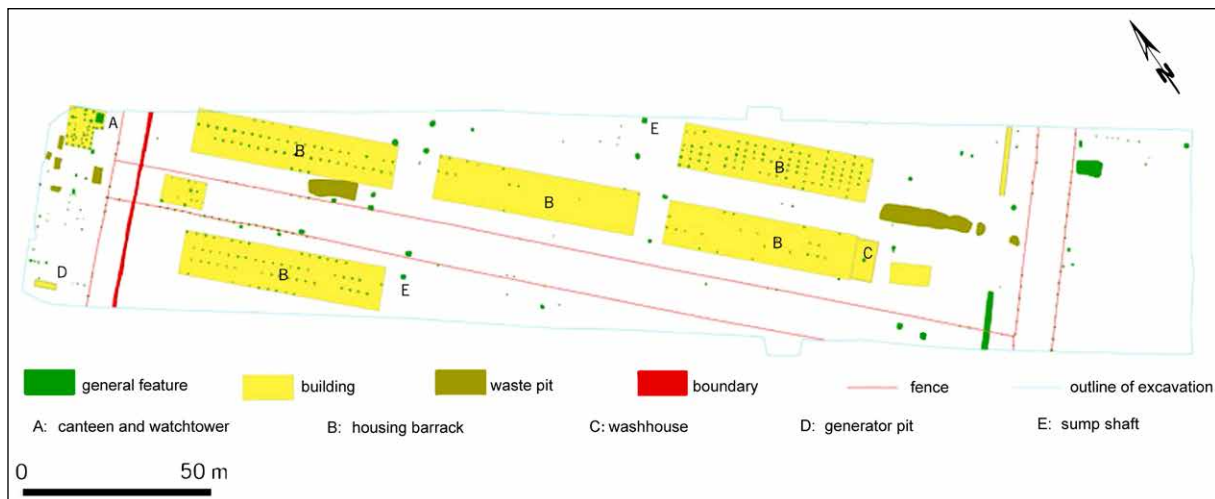 N
A
E
B
B
B
B
C
D
B
E
general feature building waste pit boundary fence outline of excavation
A: canteen and watchtower B: housing barrack C: washhouse D: generator pit E: sump shaft
0 50 m